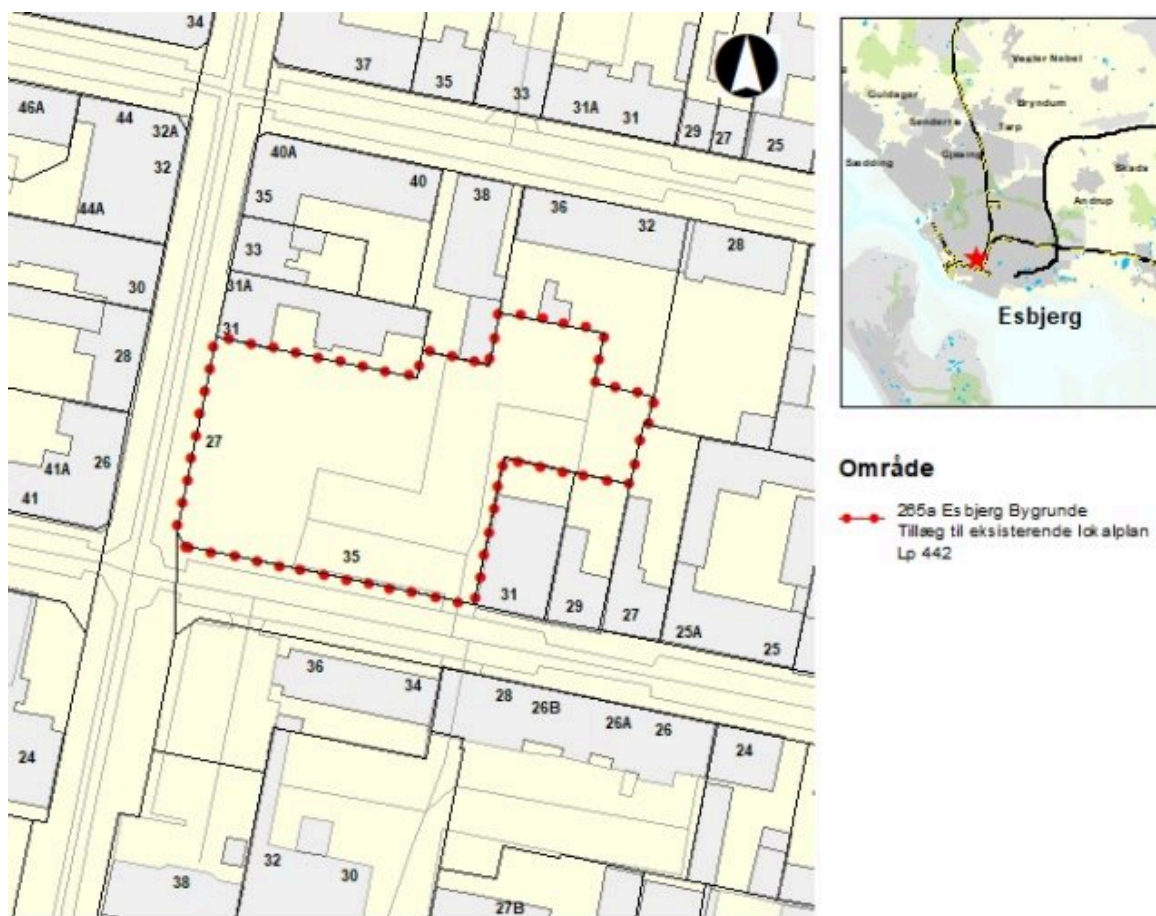 34
37
35
33
31A
31
29
27
25
46A
44
32A
32
44A
40A
40
35
38
36
32
28
33
30
31A
31
28
27
26
41A
41
35
31
29
27
25A
25
36
34
28
26B
26A
26
24
24
32
30
38
27B
Vester Nebel
Guldager
Bryndum
Tarp
Gjesing
Sædding
Skads
Andrup
Esbjerg
Område
265a Esbjerg Bygrunde
Tillæg til eksisterende lokalplan
Lp 442